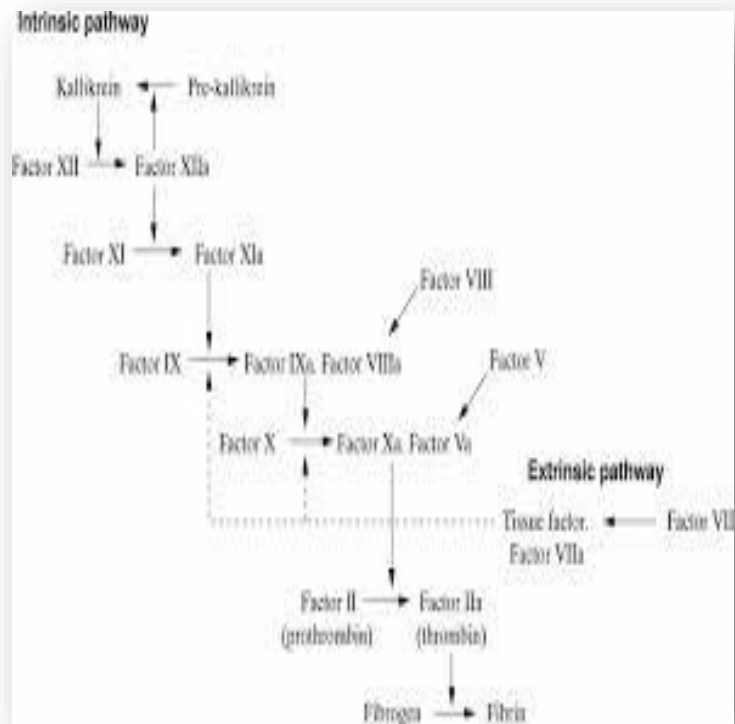 Intrinsic pathway
Kallikrein
Pre-kallikrein
Factor XII
Factor XIIa
Factor XI
Factor XIa
Factor VIII
Factor IX
Factor IXa. Factor VIIIa
Factor V
Factor X
Factor Xa. Factor Va
Extrinsic pathway
Tissue factor.
Factor VII
Factor VIIa
Factor II
Factor IIa
(prothrombin)
(thrombin)
Fibrogen
Fibrin